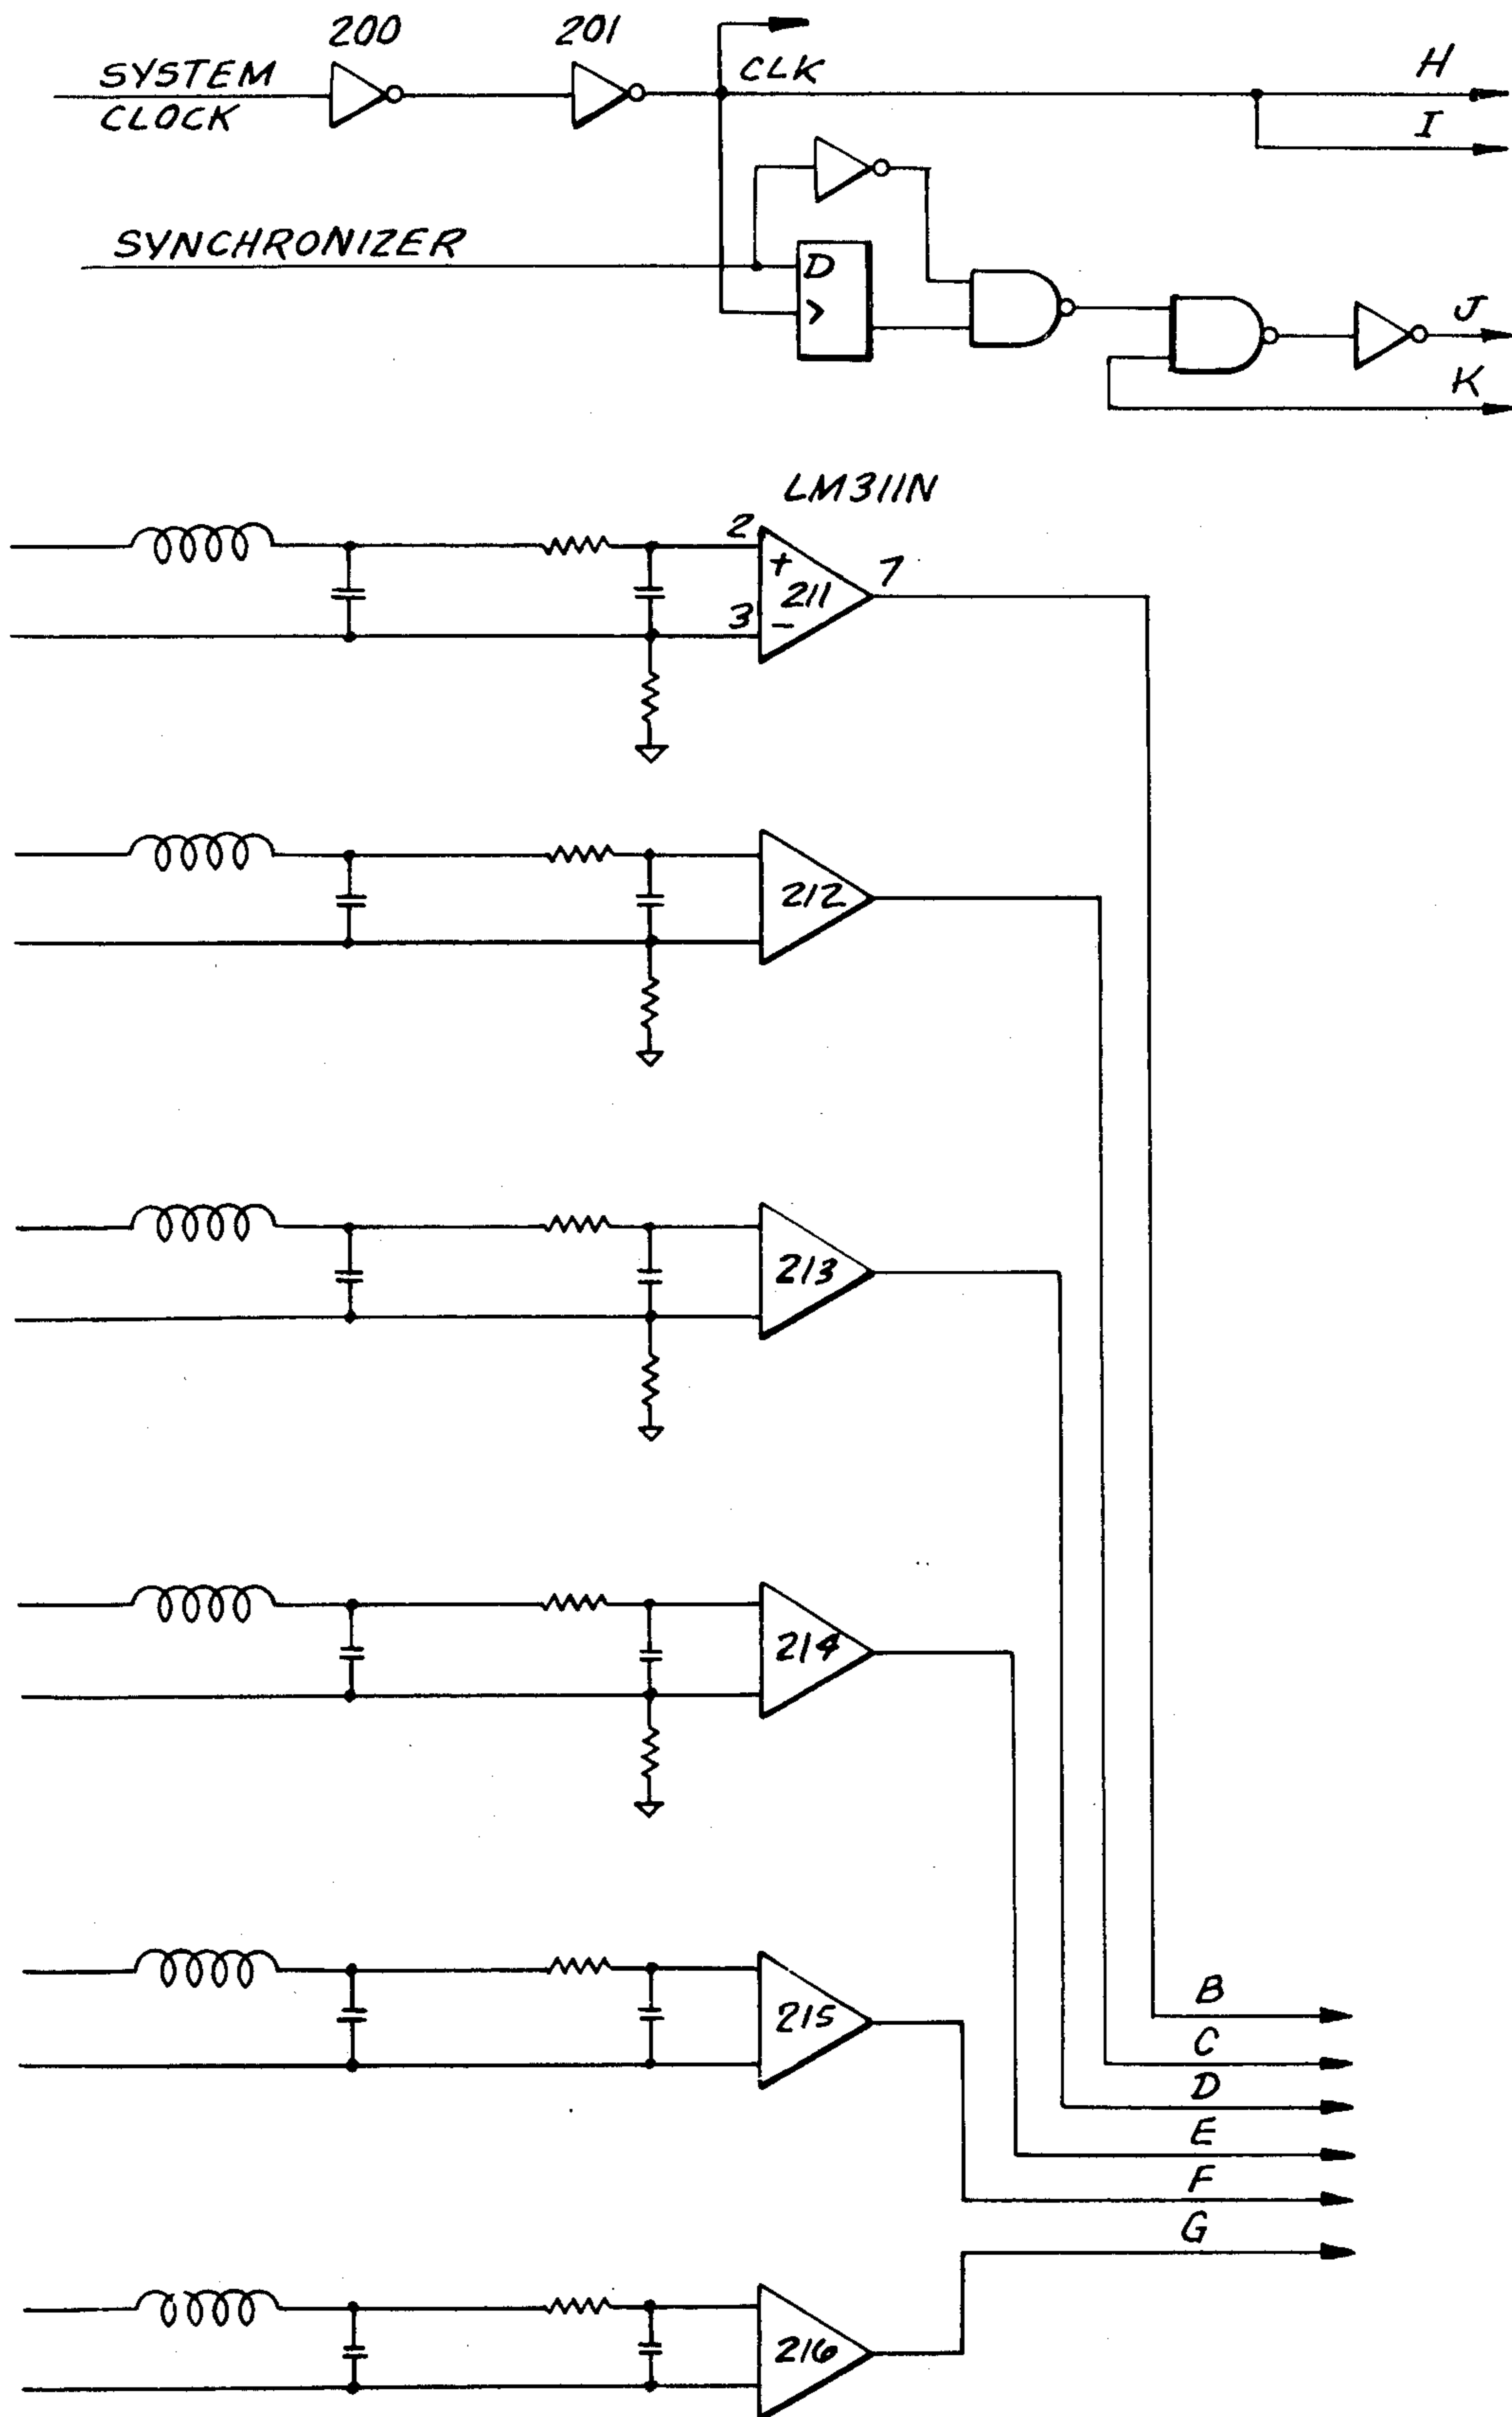 200
201
SYSTEM
CLOCK
CLK
H
I
SYNCHRONIZER
D
>
J
K
LM311N
2
+
211
7
3
-
212
213
214
215
B
C
D
E
F
G
216